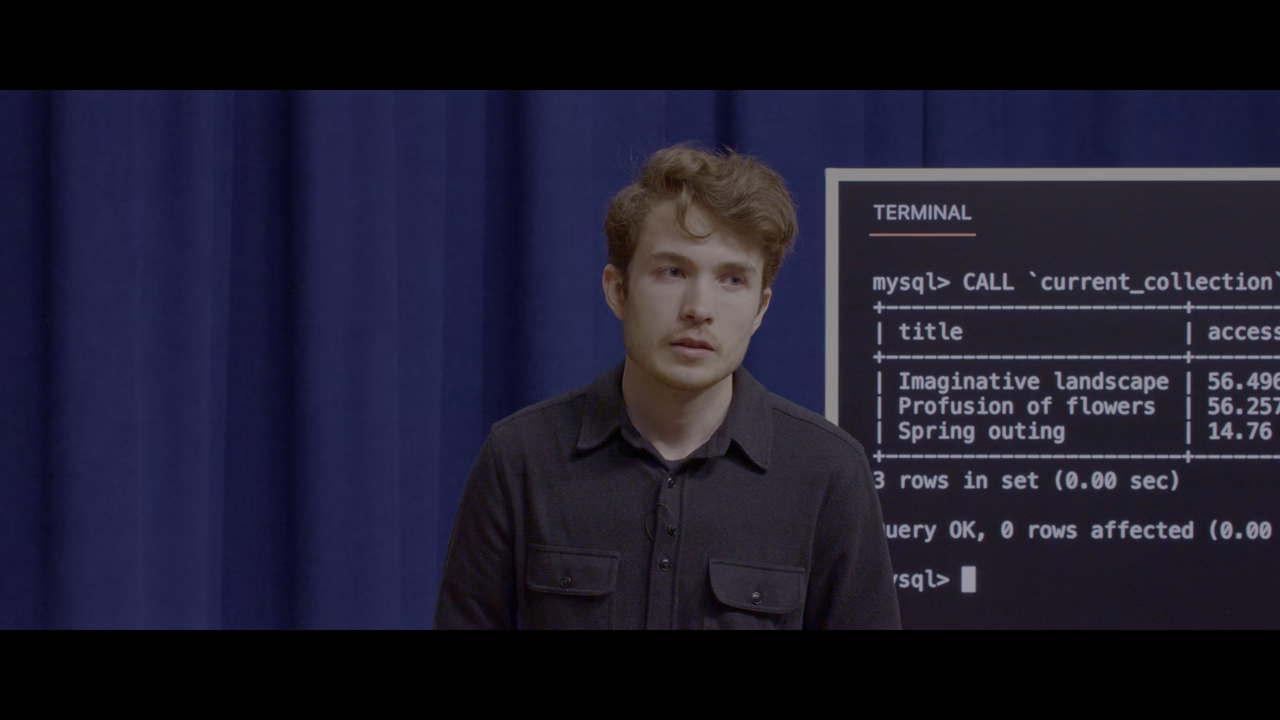 TERMINAL
mysql> CALL `current_collection`
+----------------------+------
| title | access
+----------------------+------
| Imaginative landscape | 56.496
| Profusion of flowers | 56.257
| Spring outing | 14.76
+----------------------+------
3 rows in set (0.00 sec)
uery OK, 0 rows affected (0.00
ysql>